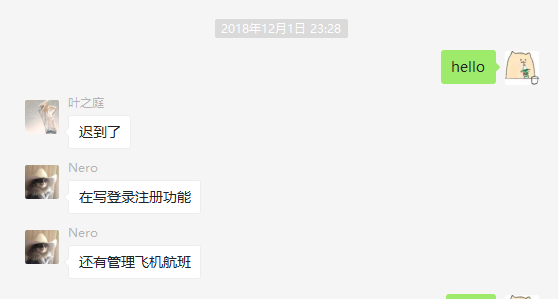 2018年12月1日 23:28
hello
叶之庭
迟到了
Nero
在写登录注册功能
Nero
还有管理飞机航班